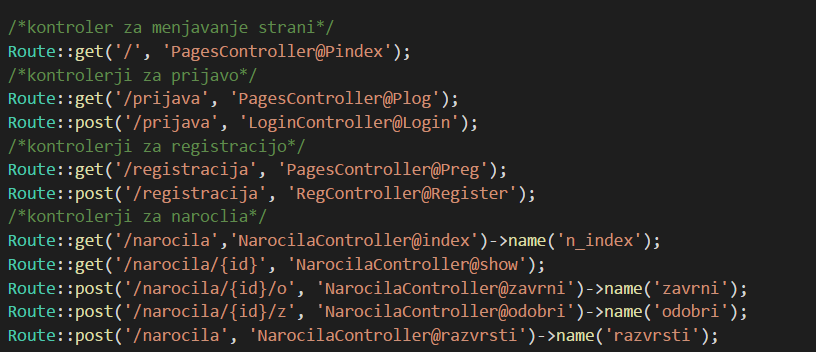 /*kontroler za menjavanje strani*/
Route::get('/', 'PagesController@Pindex');
/*kontrolerji za prijavo*/
Route::get('/prijava', 'PagesController@Plog');
Route::post('/prijava', 'LoginController@Login');
/*kontrolerji za registracijo*/
Route::get('/registracija', 'PagesController@Preg');
Route::post('/registracija', 'RegController@Register');
/*kontrolerji za naroclia*/
Route::get('/narocila','NarocilaController@index')->name('n_index');
Route::get('/narocila/{id}', 'NarocilaController@show');
Route::post('/narocila/{id}/o', 'NarocilaController@zavrni')->name('zavrni');
Route::post('/narocila/{id}/z', 'NarocilaController@odobri')->name('odobri');
Route::post('/narocila', 'NarocilaController@razvrsti')->name('razvrsti');